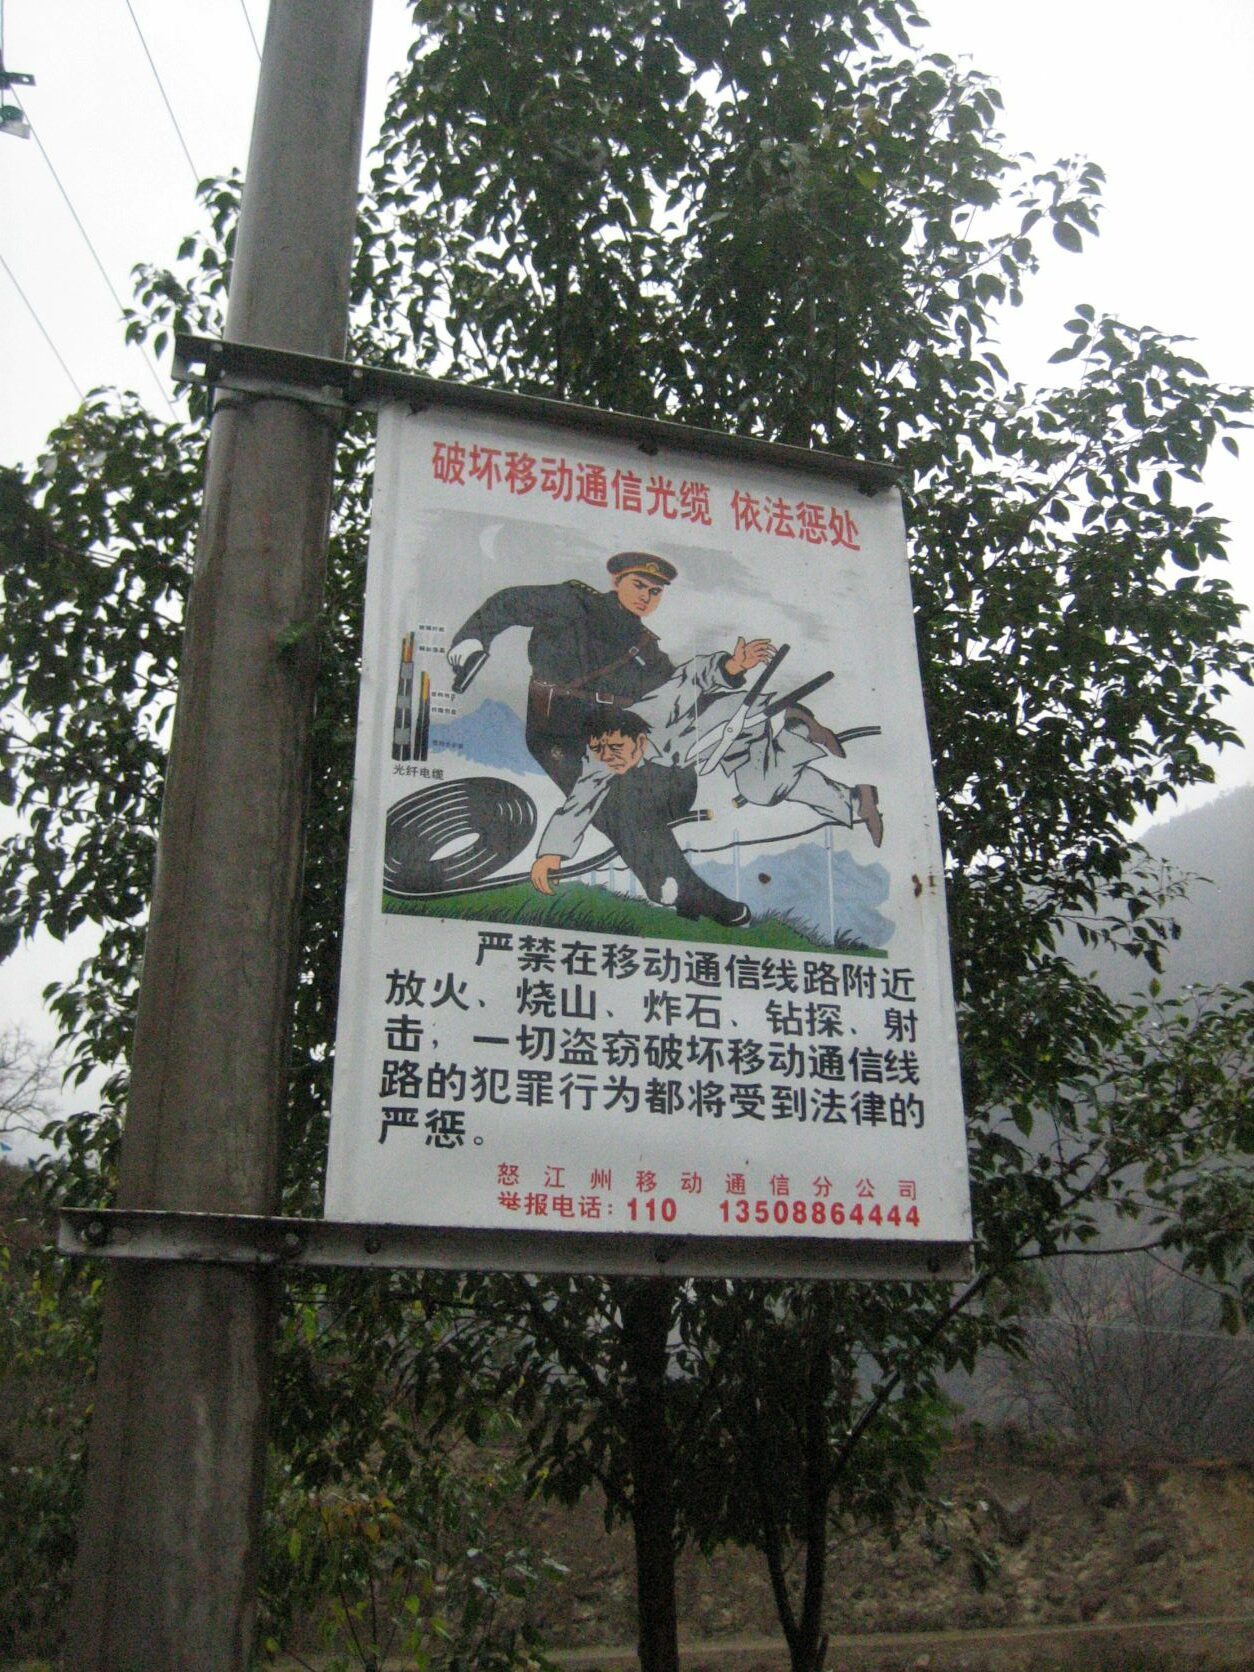 破坏移动通信光缆 依法惩处
光纤电缆
严禁在移动通信线路附近
放火、烧山、炸石、钻探、射
击，一切盗窃破坏移动通信线
路的犯罪行为都将受到法律的
严惩。
怒江州移动通信分公司
举报电话：110 13508864444